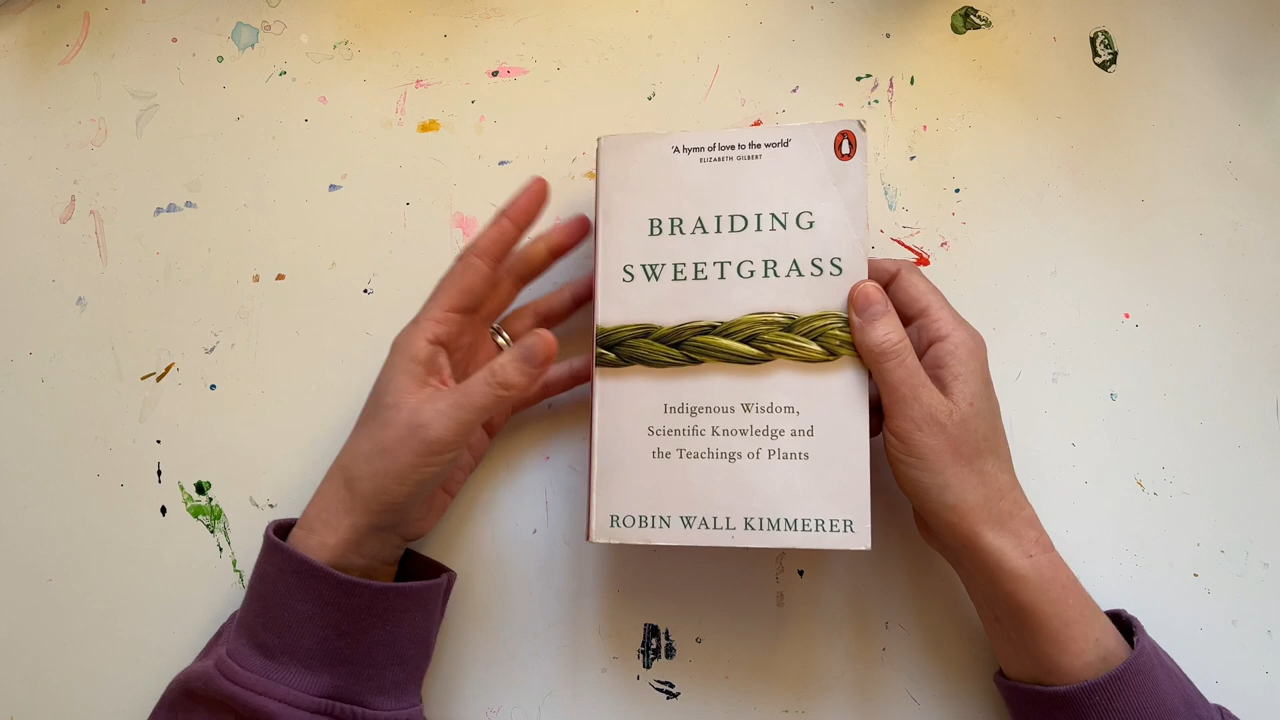 'A hymn of love to the world'
ELIZABETH GILBERT
BRAIDING
SWEETGRASS
Indigenous Wisdom,
Scientific Knowledge and
the Teachings of Plants
ROBIN WALL KIMMERER